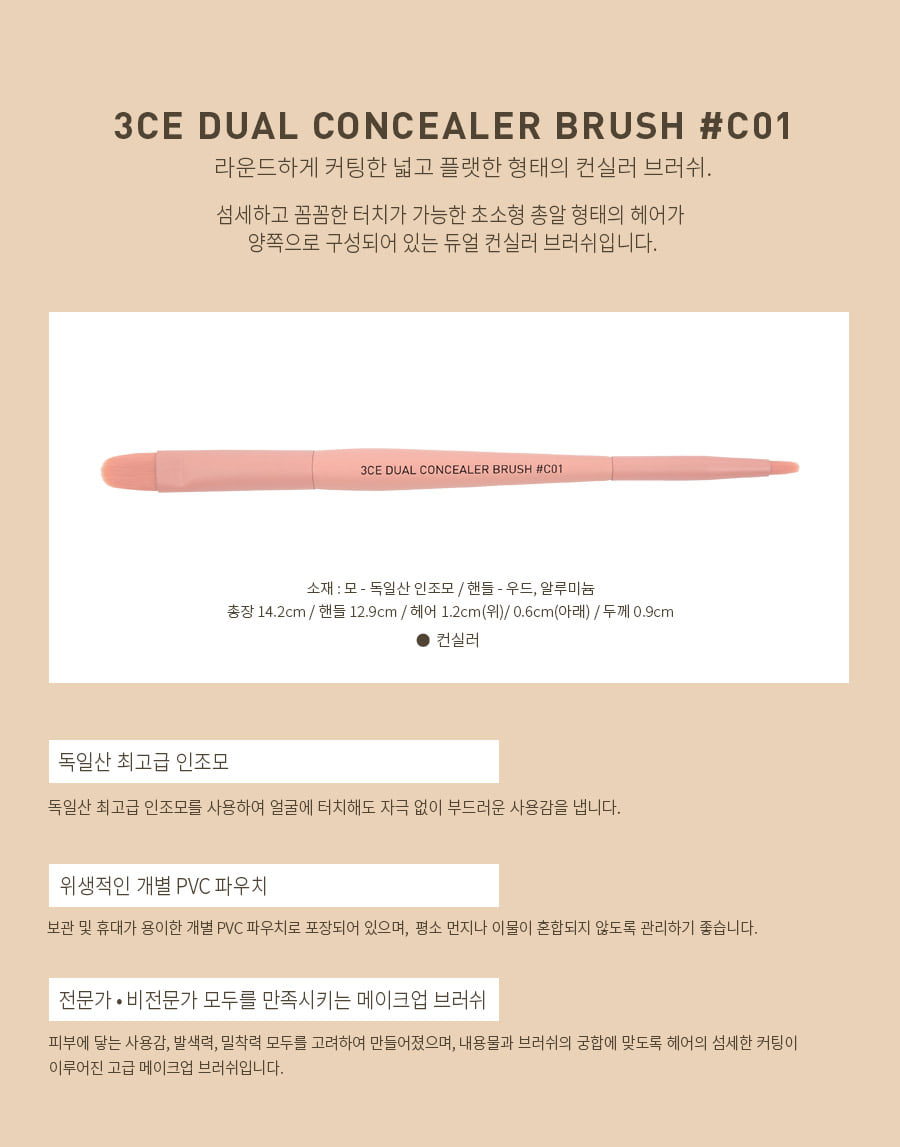 3CE DUAL CONCEALER BRUSH #C01
라운드하게 커팅한 넓고 플랫한 형태의 컨실러 브러쉬.
섬세하고 꼼꼼한 터치가 가능한 초소형 총알 형태의 헤어가
양쪽으로 구성되어 있는 듀얼 컨실러 브러쉬입니다.
3CE DUAL CONCEALER BRUSH #C01
소재 : 모 - 독일산 인조모 / 핸들 - 우드, 알루미늄
총장 14.2cm / 핸들 12.9cm / 헤어 1.2cm(위)/ 0.6cm(아래) / 두께 0.9cm
● 컨실러
독일산 최고급 인조모
독일산 최고급 인조모를 사용하여 얼굴에 터치해도 자극 없이 부드러운 사용감을 냅니다.
위생적인 개별 PVC 파우치
보관 및 휴대가 용이한 개별 PVC 파우치로 포장되어 있으며, 평소 먼지나 이물이 혼합되지 않도록 관리하기 좋습니다.
전문가 • 비전문가 모두를 만족시키는 메이크업 브러쉬
피부에 닿는 사용감, 발색력, 밀착력 모두를 고려하여 만들어졌으며, 내용물과 브러쉬의 궁합에 맞도록 헤어의 섬세한 커팅이
이루어진 고급 메이크업 브러쉬입니다.